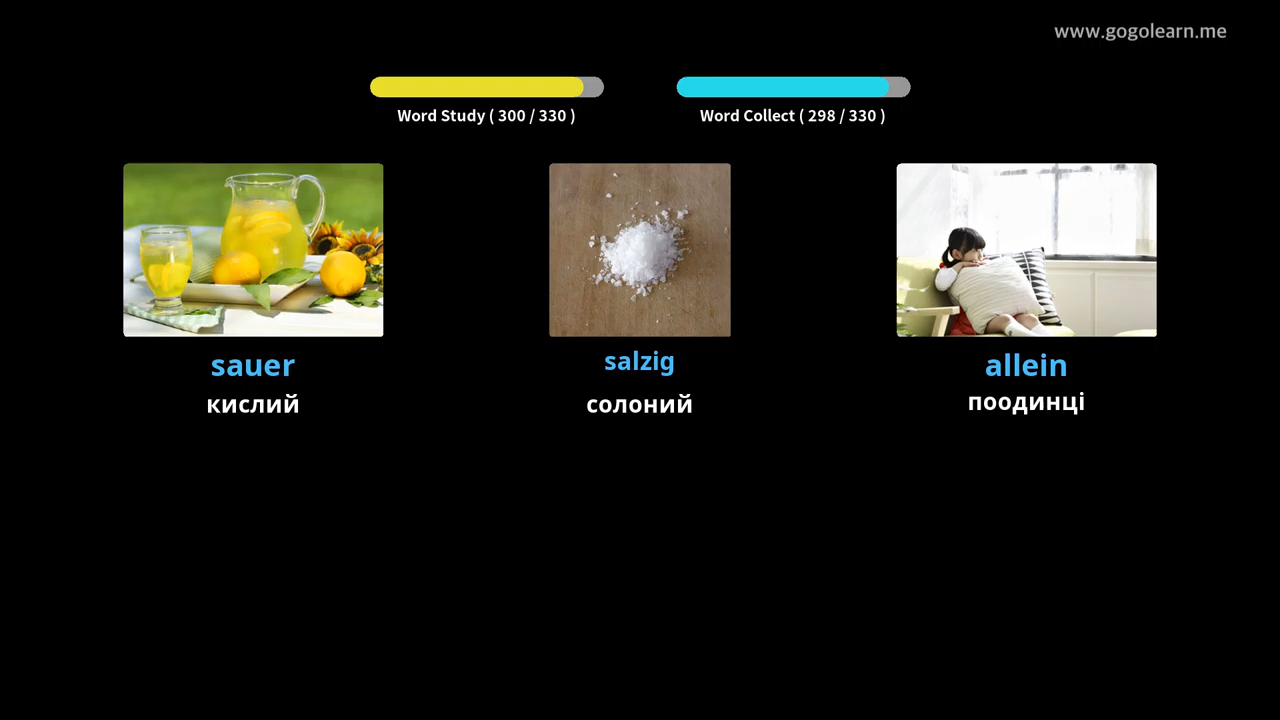 www.gogolearn.me
Word Study ( 300 / 330 )
Word Collect ( 298 / 330 )
sauer
кислий
salzig
солоний
allein
поодинці